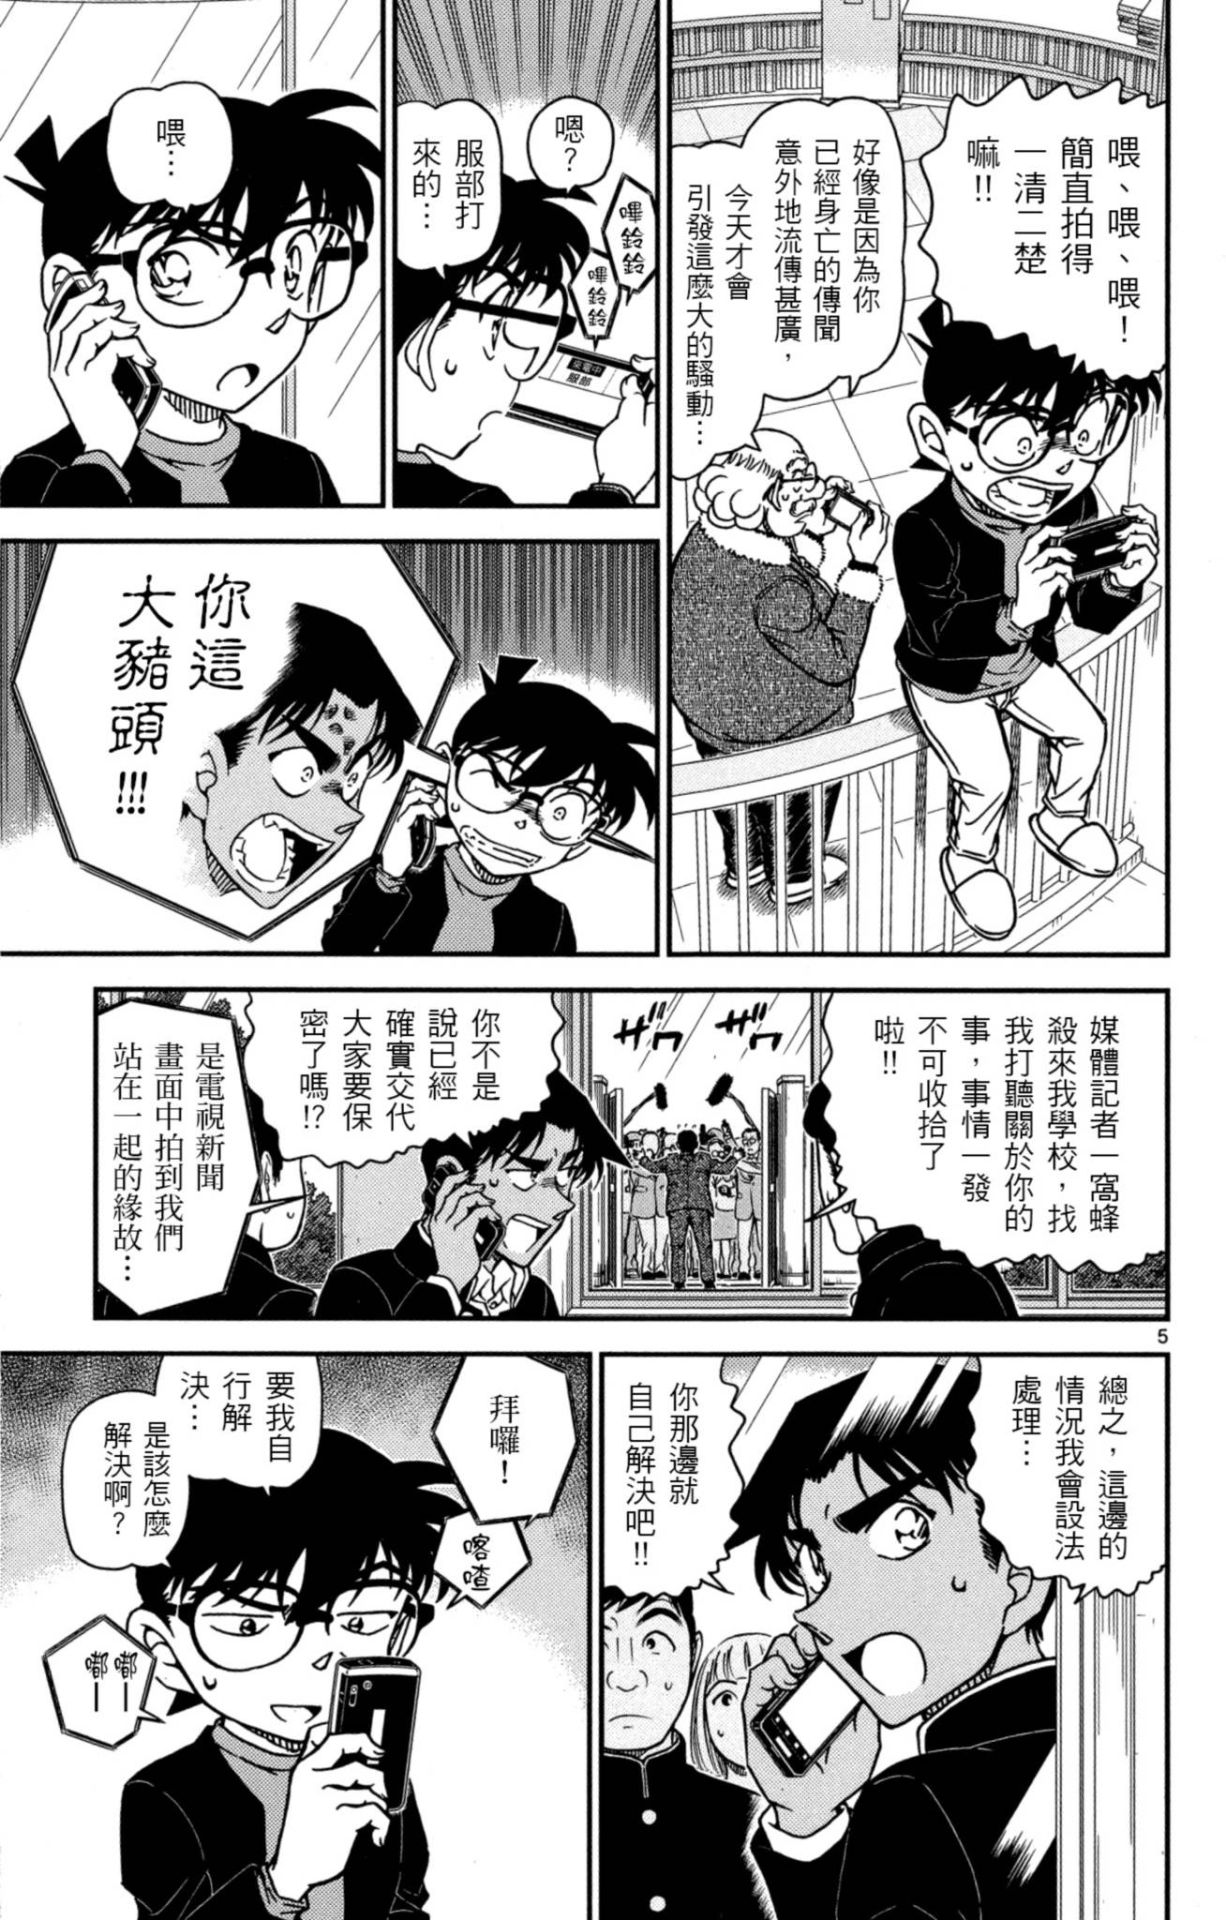 喂、喂、喂！
簡直拍得
一清二楚
嘛!!
好像是因為你
已經身亡的傳聞
意外地流傳甚廣，
今天才會
引發這麼大的騷動…
嗯？
嗶鈴鈴
嗶鈴鈴
來電中
服部
服部打
來的…
喂…
你這
大豬頭!!!
媒體記者一窩蜂
殺來我學校，找
我打聽關於你的
事，事情一發
不可收拾了
啦!!
ザワ
ザワ
你不是
說已經
確實交代
大家要保
密了嗎!?
是電視新聞
畫面中拍到我們
站在一起的緣故…
5
總之，這邊的
情況我會設法
處理…
你那邊就
自己解決吧!!
拜囉！
喀喳
要我自
行解
決…
是該怎麼
解決啊？
嘟—
嘟—